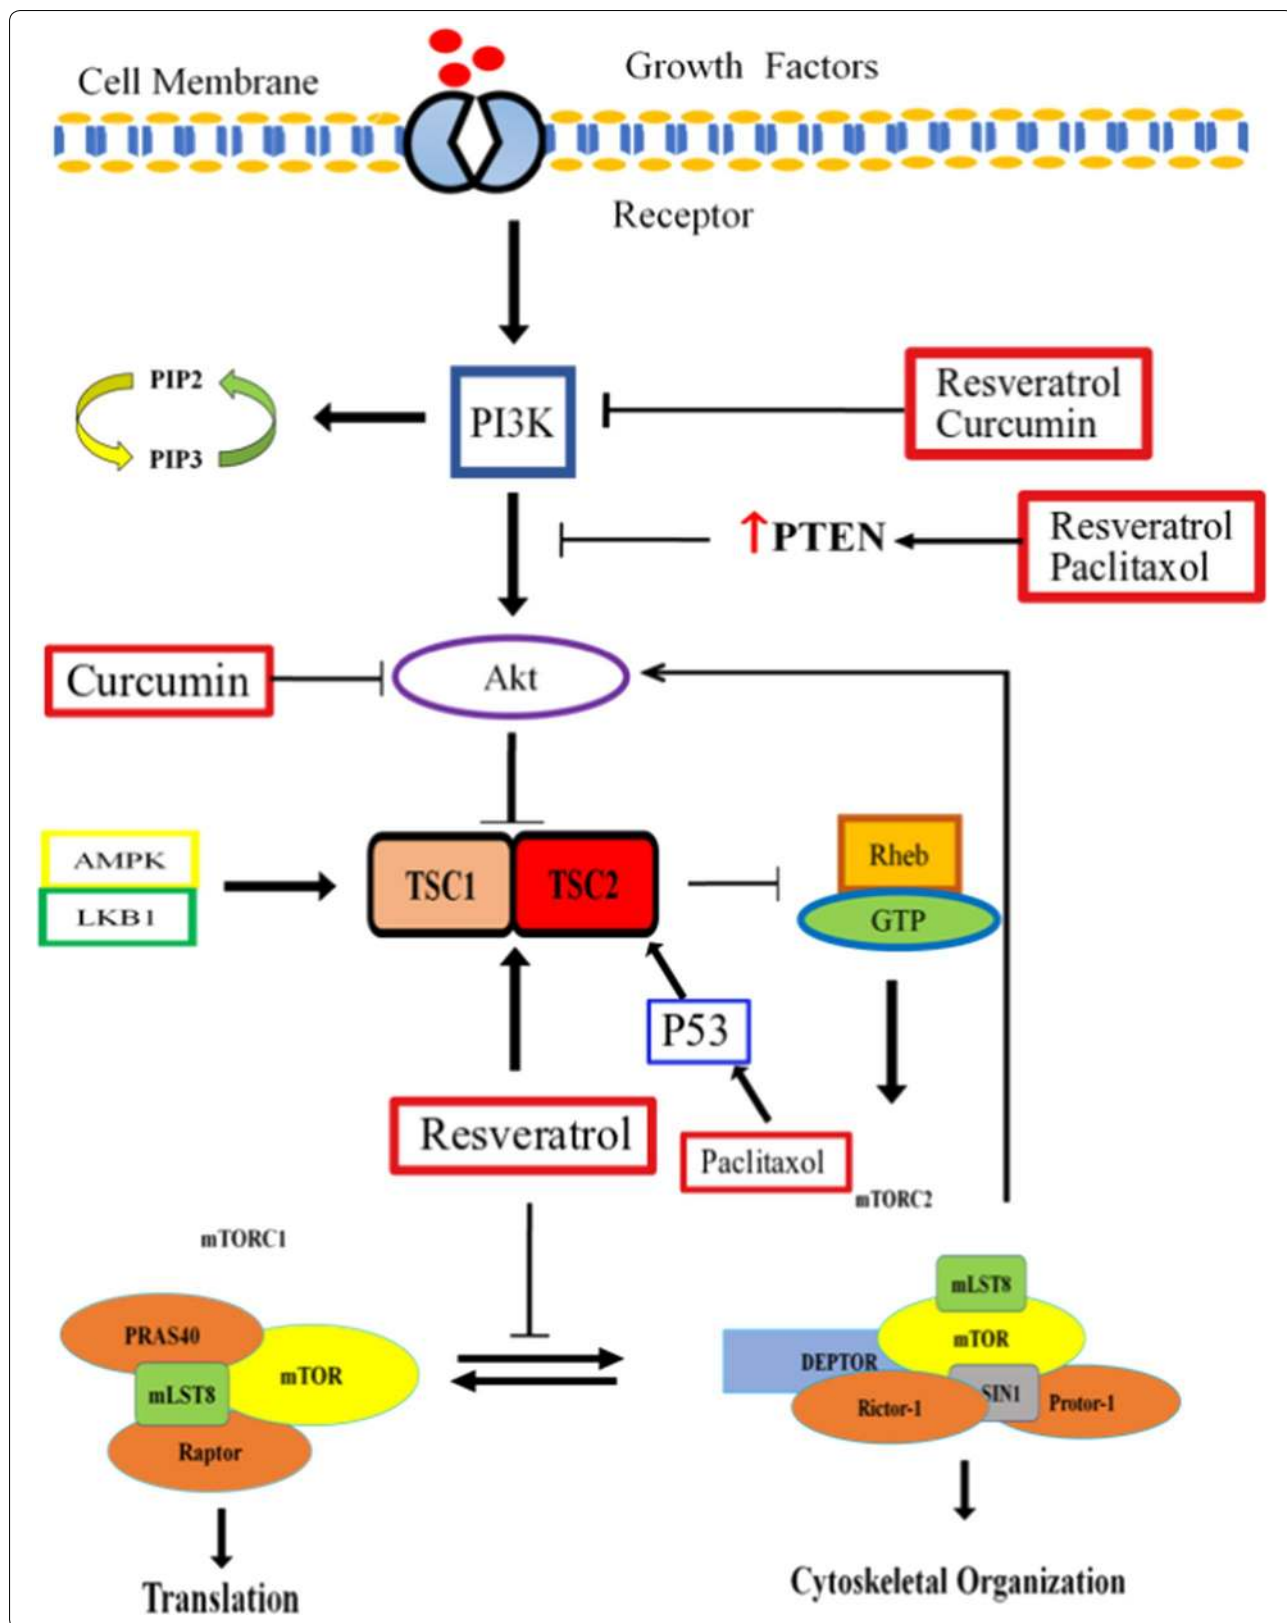 Cell Membrane
Growth Factors
Receptor
PIP2
PIP3
PI3K
Resveratrol
Curcumin
↑PTEN
Resveratrol
Paclitaxol
Curcumin
Akt
AMPK
LKB1
TSC1
TSC2
Rheb
GTP
P53
Resveratrol
Paclitaxol
mTORC2
mTORC1
PRAS40
mTOR
mLST8
Raptor
mLST8
mTOR
DEPTOR
SIN1
Rictor-1
Protor-1
Translation
Cytoskeletal Organization